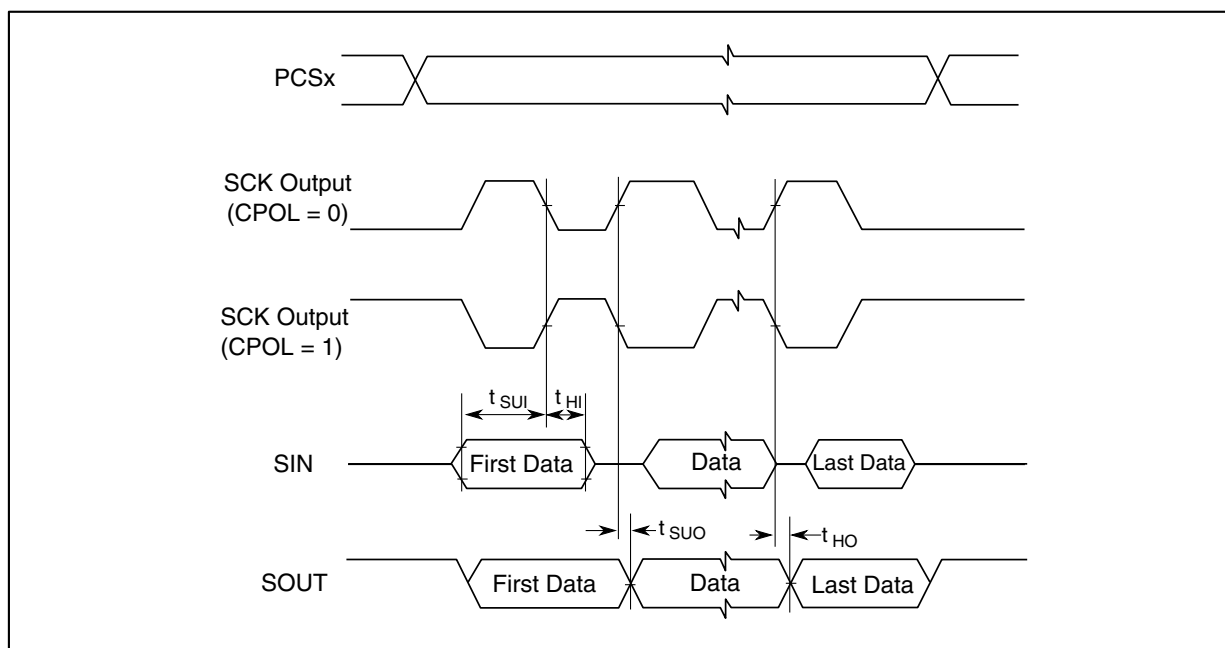 PCSx
SCK Output
(CPOL = 0)
SCK Output
(CPOL = 1)
t SUI
t HI
SIN
First Data
Data
Last Data
t SUO
t HO
SOUT
First Data
Data
Last Data